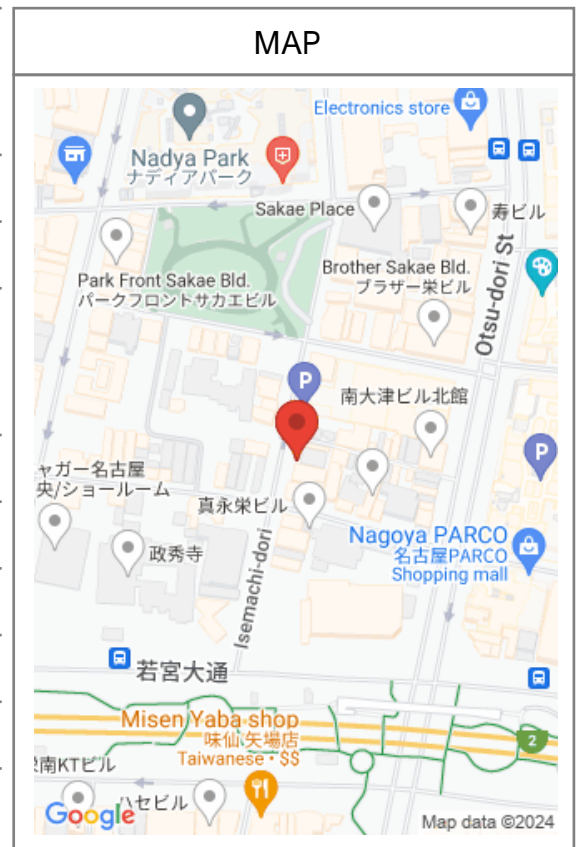 MAP
Electronics store
Nadya Park
ナディアパーク
Sakae Place
寿ビル
Park Front Sakae Bld.
パークフロントサカエビル
Brother Sakae Bld.
ブラザー栄ビル
Otsu-dori St
P
南大津ビル北館
P
ャガー名古屋
央/ショールーム
真永栄ビル
政秀寺
Nagoya PARCO
名古屋PARCO
Shopping mall
Isemachi-dori
若宮大通
Misen Yaba shop
味仙 矢場店
Taiwanese • $$
2
南KTビル
ハセビル
Google
Map data ©2024